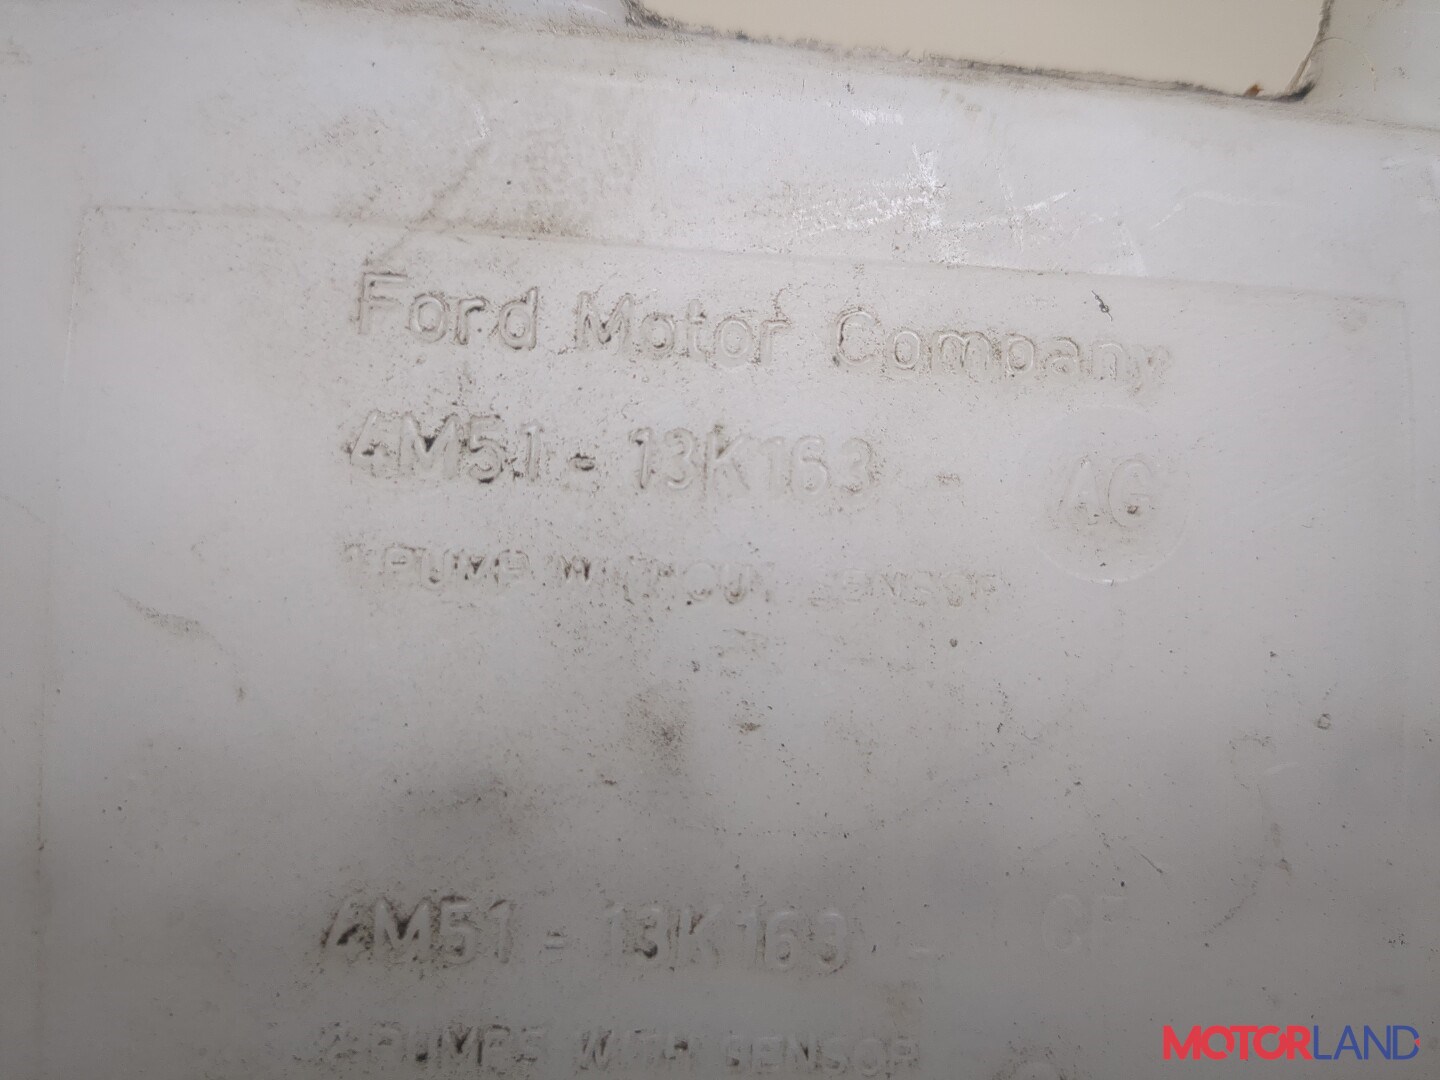 Ford Motor Company
4M51 - 13K163 - AG
1 PUMP WITHOUT SENSOR
4M51 - 13K163 -
2 PUMPS WITH SENSOR
MOTORLAND